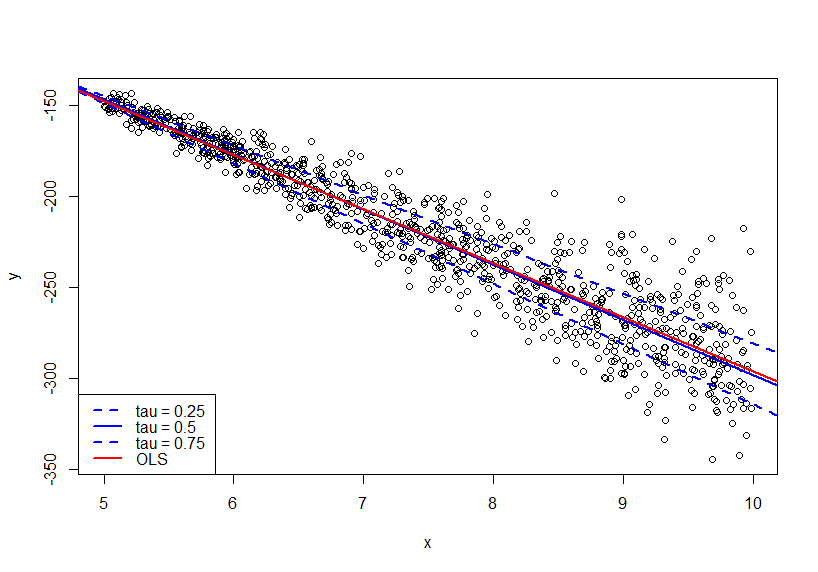 -150
-200
-250
-300
-350
y
tau = 0.25
tau = 0.5
tau = 0.75
OLS
5 6 7 8 9 10
x